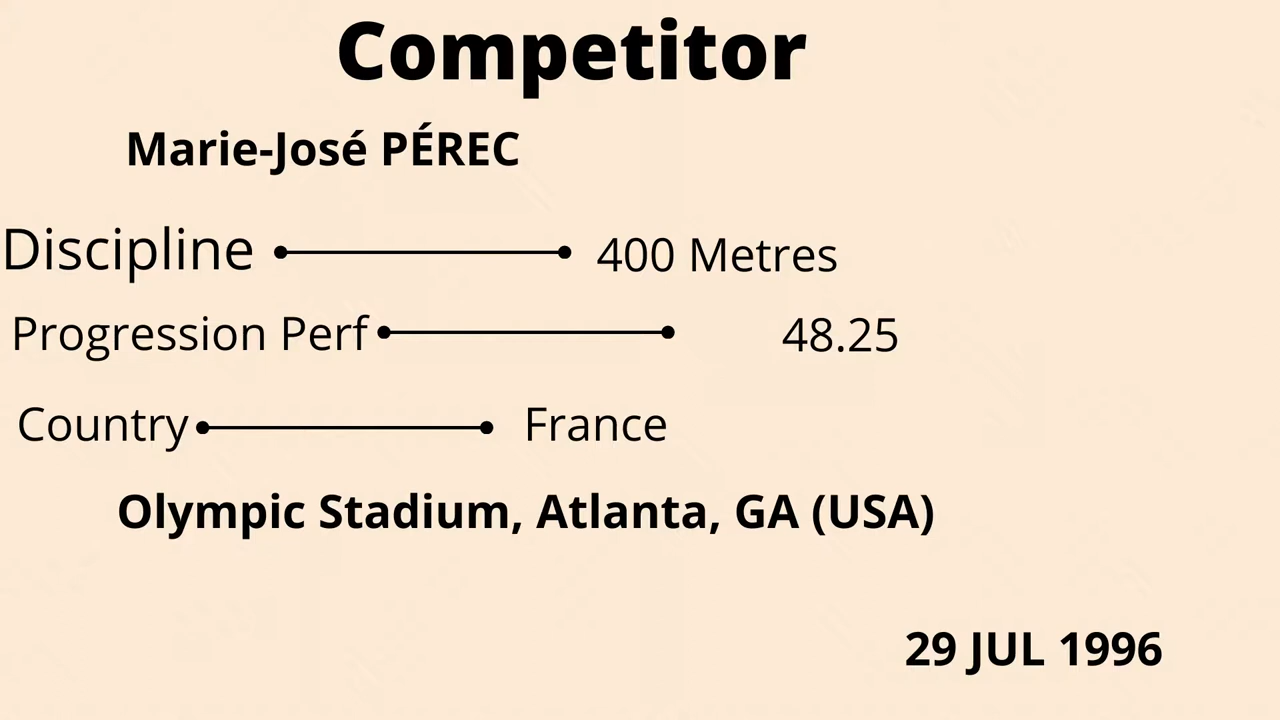 Competitor
Marie-José PÉREC
Discipline 400 Metres
Progression Perf 48.25
Country France
Olympic Stadium, Atlanta, GA (USA)
29 JUL 1996